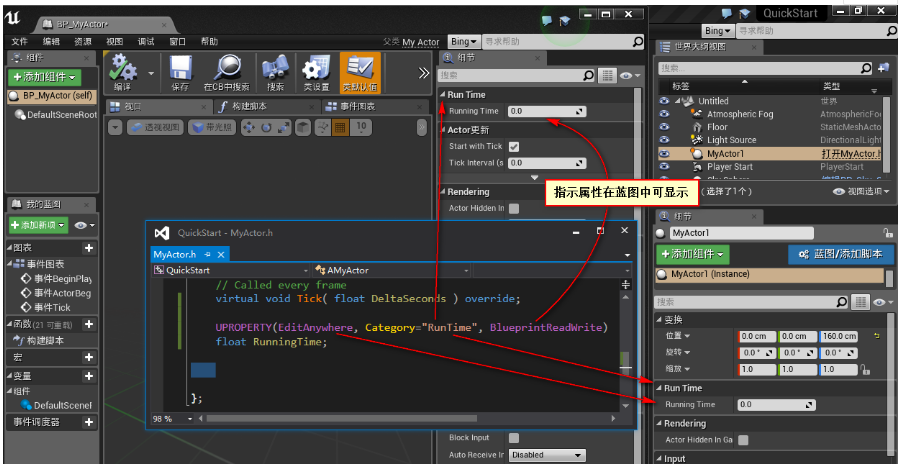 BP_MyActor*
文件 编辑 资源 视图 调试 窗口 帮助
父类 My Actor
Bing 寻求帮助
组件
+添加组件
BP_MyActor (self)
DefaultSceneRoot
编译
保存
在CB中搜索
搜索
类设置
类默认值
视口
构建脚本
事件图表
透视视图
带光照
10
我的蓝图
+添加新项
图表
事件图表
事件BeginPlay
事件ActorBeg
事件Tick
函数 (21 可重载)
构建脚本
宏
变量
组件
DefaultSceneR
事件调度器
细节
搜索
Run Time
Running Time 0.0
Actor更新
Start with Tick
Tick Interval (s 0.0
Rendering
Actor Hidden In
Block Input
Auto Receive Ir Disabled
指示属性在蓝图中可显示
QuickStart - MyActor.h
MyActor.h
QuickStart
AMyActor
// Called every frame
virtual void Tick( float DeltaSeconds ) override;
UPROPERTY(EditAnywhere, Category="RunTime", BlueprintReadWrite)
float RunningTime;
};
98 %
QuickStart
Bing 寻求帮助
世界大纲视图
搜索
标签 类型
Untitled 世界
Atmospheric Fog AtmosphericFo
Floor StaticMeshActo
Light Source DirectionalLight
MyActor1 打开MyActor.h
Player Start PlayerStart
(选择了1个) 视图选项
细节
MyActor1
+添加组件
蓝图/添加脚本
MyActor1 (Instance)
搜索
变换
位置 0.0 cm 0.0 cm 160.0 cm
旋转 0.0 ° 0.0 ° 0.0 °
缩放 1.0 1.0 1.0
Run Time
Running Time 0.0
Rendering
Actor Hidden In Ga
Input